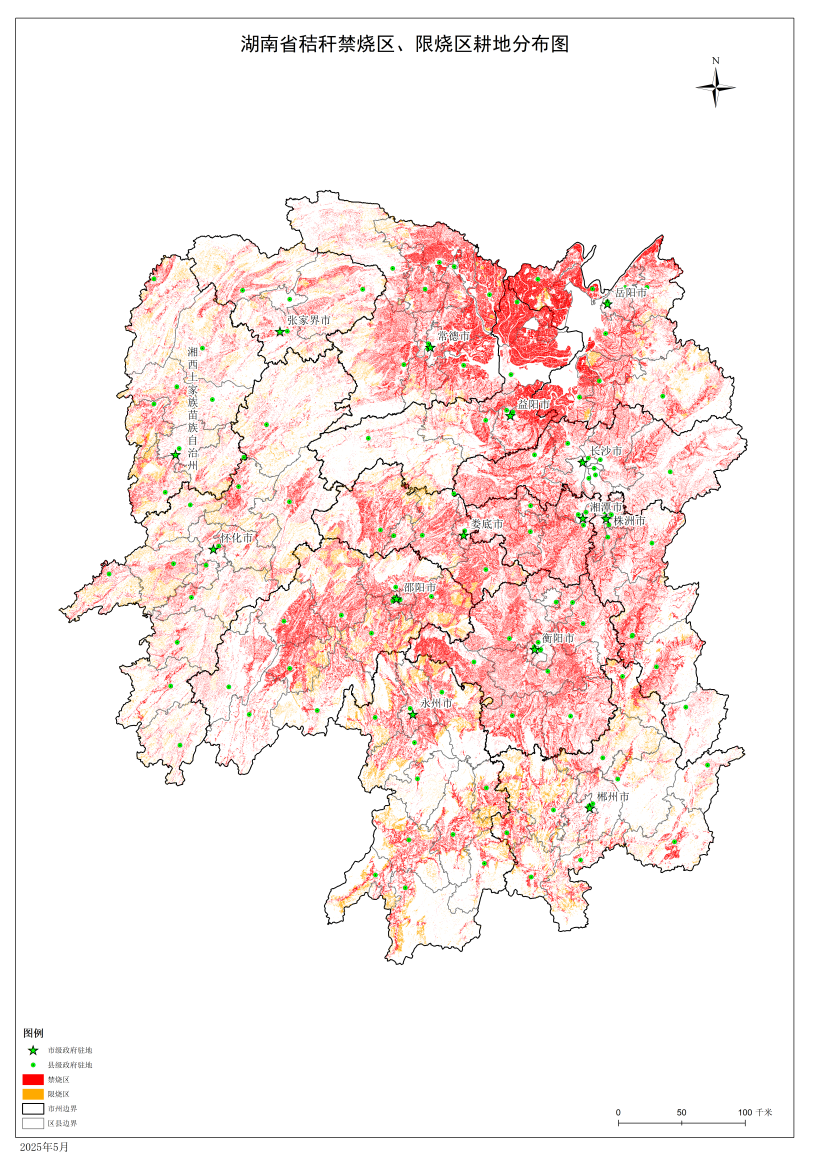 湖南省秸秆禁烧区、限烧区耕地分布图
N
岳阳市
张家界市
常德市
湘西土家族苗族自治州
益阳市
长沙市
湘潭市
株洲市
娄底市
怀化市
邵阳市
衡阳市
永州市
郴州市
图例
市级政府驻地
县级政府驻地
禁烧区
限烧区
市州边界
区县边界
0 50 100 千米
2025年5月